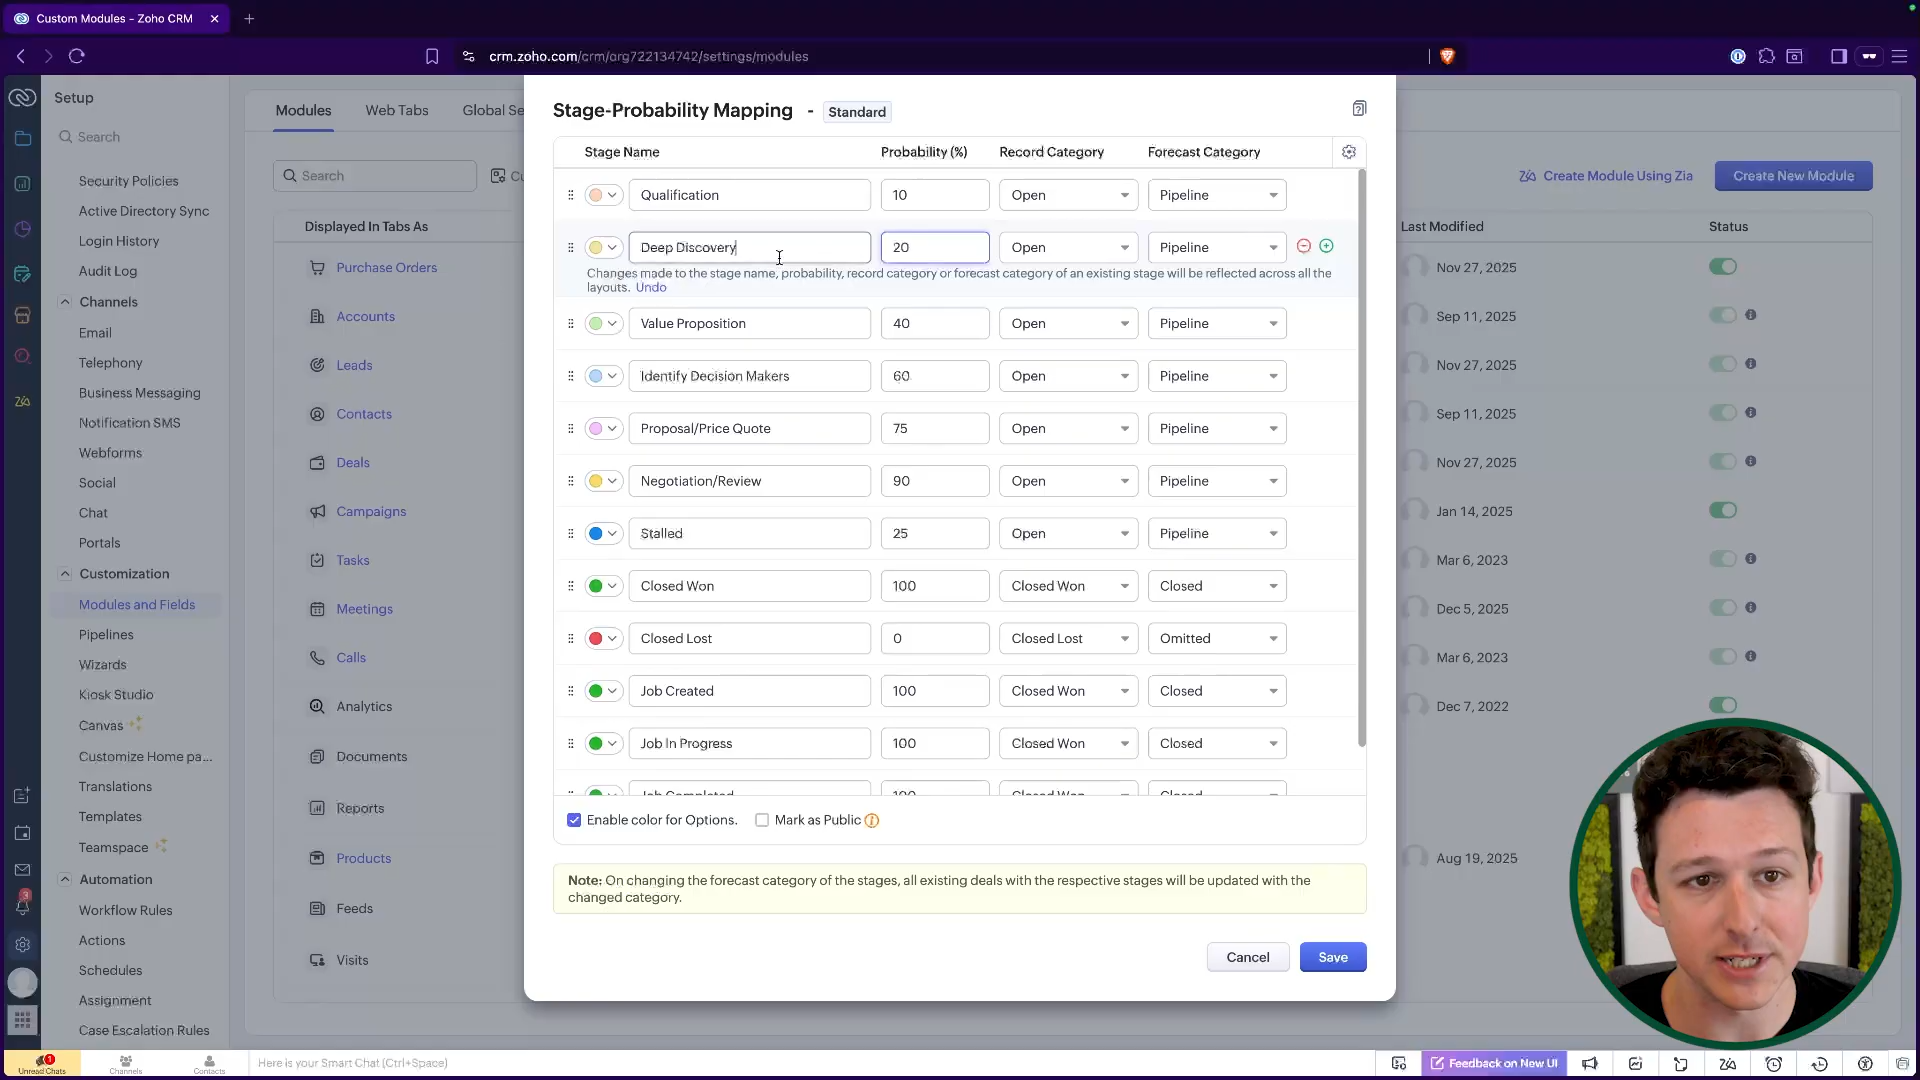 Custom Modules - Zoho CRM
crm.zoho.com/crm/org722134742/settings/modules
Setup
Search
Security Policies
Active Directory Sync
Login History
Audit Log
Channels
Email
Telephony
Business Messaging
Notification SMS
Webforms
Social
Chat
Portals
Customization
Modules and Fields
Pipelines
Wizards
Kiosk Studio
Canvas
Customize Home pa...
Translations
Templates
Teamspace
Automation
Workflow Rules
Actions
Schedules
Assignment
Case Escalation Rules
3
Modules Web Tabs Global Se
Search Cu
Create Module Using Zia Create New Module
Displayed In Tabs As
Last Modified Status
Purchase Orders
Accounts
Leads
Contacts
Deals
Campaigns
Tasks
Meetings
Calls
Analytics
Documents
Reports
Products
Feeds
Visits
Nov 27, 2025
Sep 11, 2025
Nov 27, 2025
Sep 11, 2025
Nov 27, 2025
Jan 14, 2025
Mar 6, 2023
Dec 5, 2025
Mar 6, 2023
Dec 7, 2022
Aug 19, 2025
Stage-Probability Mapping - Standard
Stage Name Probability (%) Record Category Forecast Category
Qualification 10 Open Pipeline
Deep Discovery 20 Open Pipeline
Changes made to the stage name, probability, record category or forecast category of an existing stage will be reflected across all the
layouts. Undo
Value Proposition 40 Open Pipeline
Identify Decision Makers 60 Open Pipeline
Proposal/Price Quote 75 Open Pipeline
Negotiation/Review 90 Open Pipeline
Stalled 25 Open Pipeline
Closed Won 100 Closed Won Closed
Closed Lost 0 Closed Lost Omitted
Job Created 100 Closed Won Closed
Job In Progress 100 Closed Won Closed
Job Completed 100 Closed Won Closed
Enable color for Options. Mark as Public
Note: On changing the forecast category of the stages, all existing deals with the respective stages will be updated with the
changed category.
Cancel Save
1
Unread Chats Channels Contacts
Here is your Smart Chat (Ctrl+Space)
Feedback on New UI